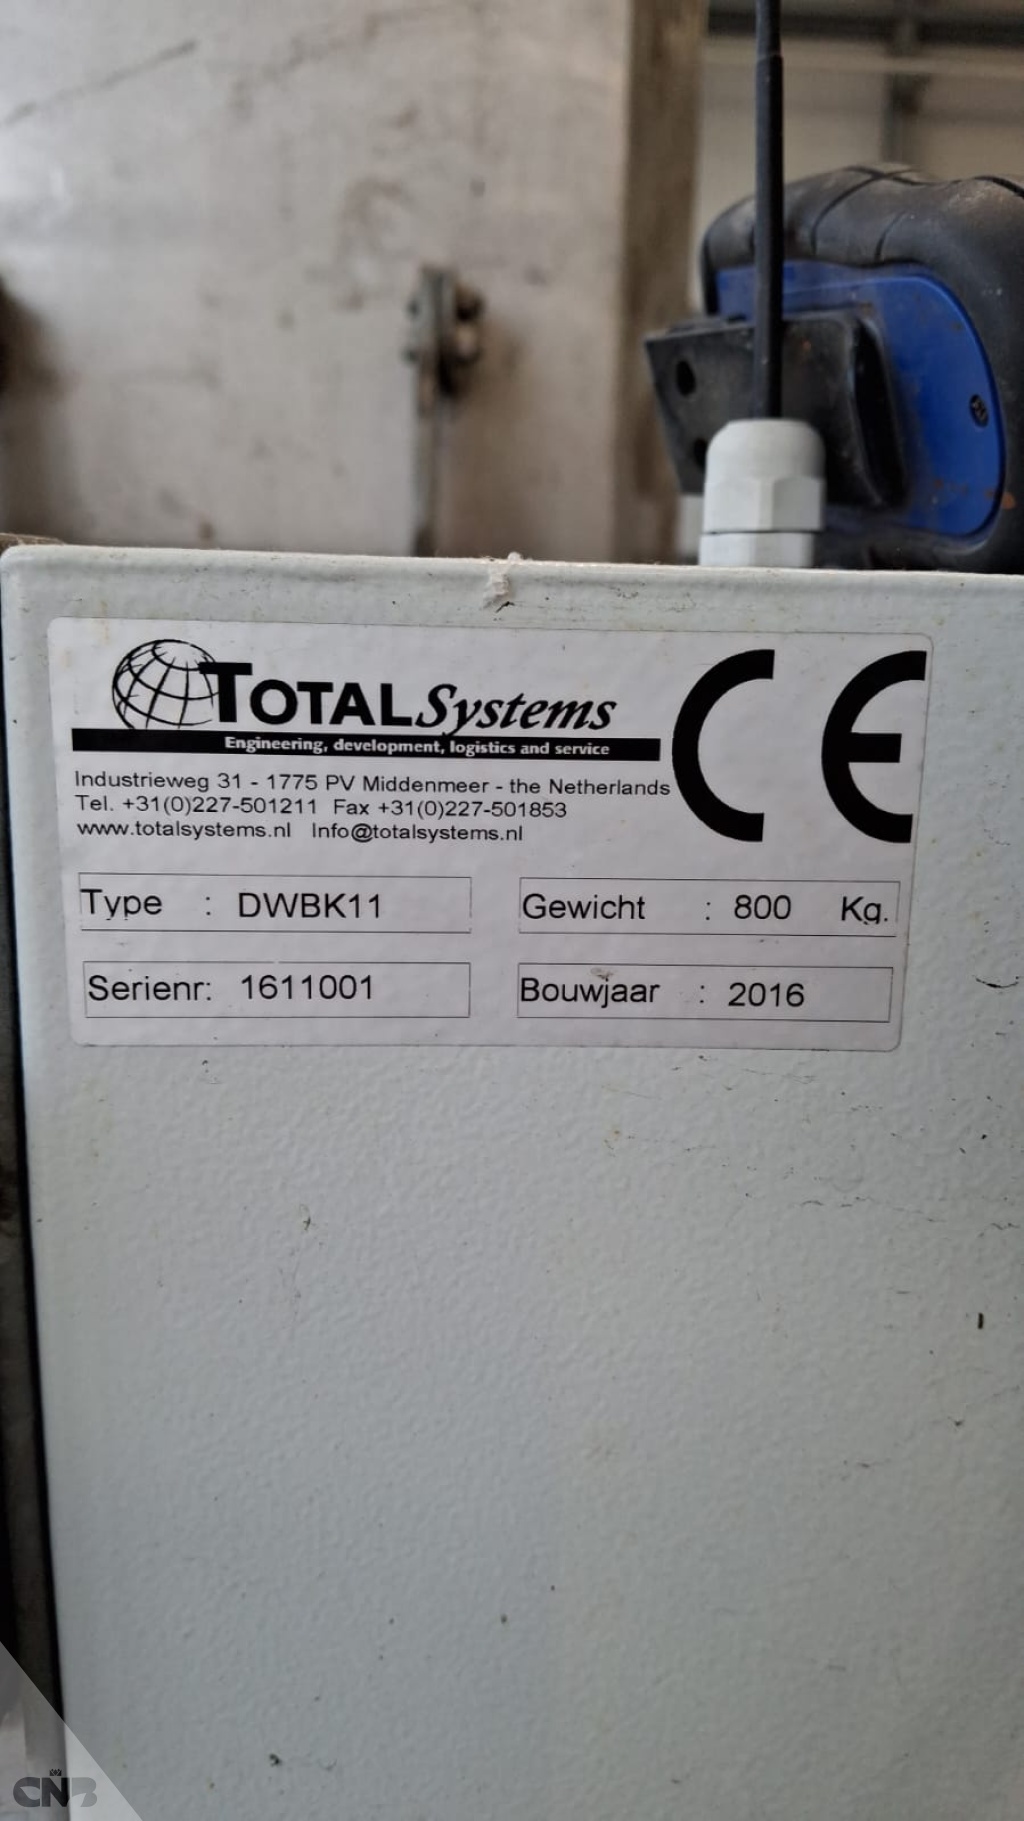 TOTALSystems
Engineering, development, logistics and service
Industrieweg 31 - 1775 PV Middenmeer - the Netherlands
Tel. +31(0)227-501211 Fax +31(0)227-501853
www.totalsystems.nl Info@totalsystems.nl
CE
Type : DWBK11
Gewicht : 800 Kg.
Serienr: 1611001
Bouwjaar : 2016
CNB